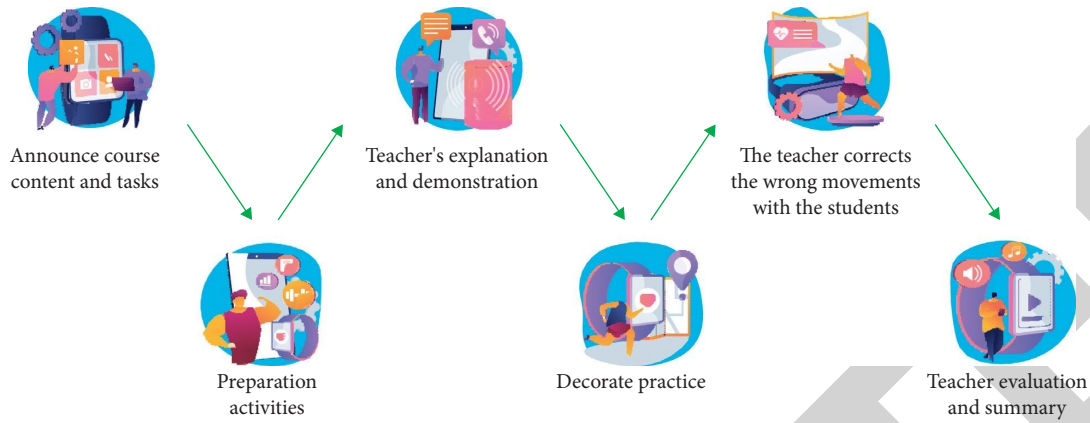 Announce course
content and tasks
Preparation
activities
Teacher's explanation
and demonstration
Decorate practice
The teacher corrects
the wrong movements
with the students
Teacher evaluation
and summary